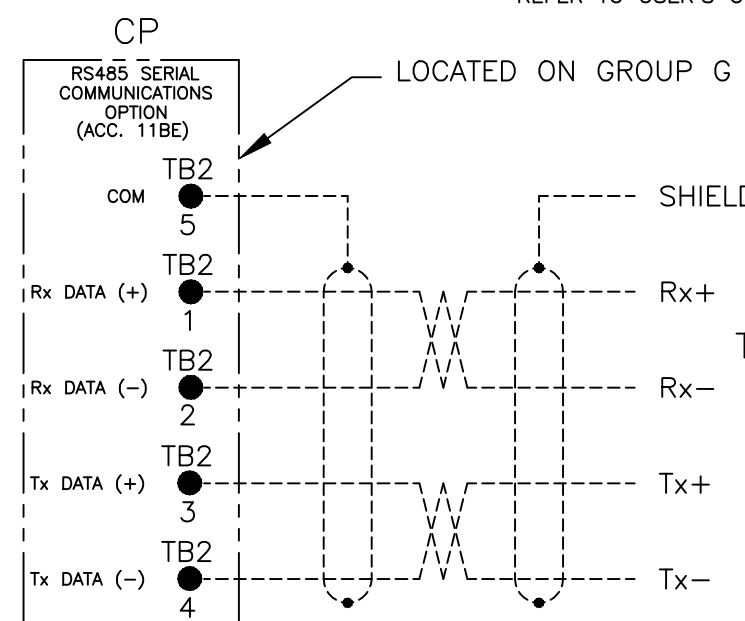 CP
RS485 SERIAL
COMMUNICATIONS
OPTION
(ACC. 11BE)
LOCATED ON GROUP G
TB2
COM
5
SHIELD
TB2
Rx DATA (+)
1
Rx+
TB2
Rx DATA (-)
2
Rx-
TB2
Tx DATA (+)
3
Tx+
TB2
Tx DATA (-)
4
Tx-